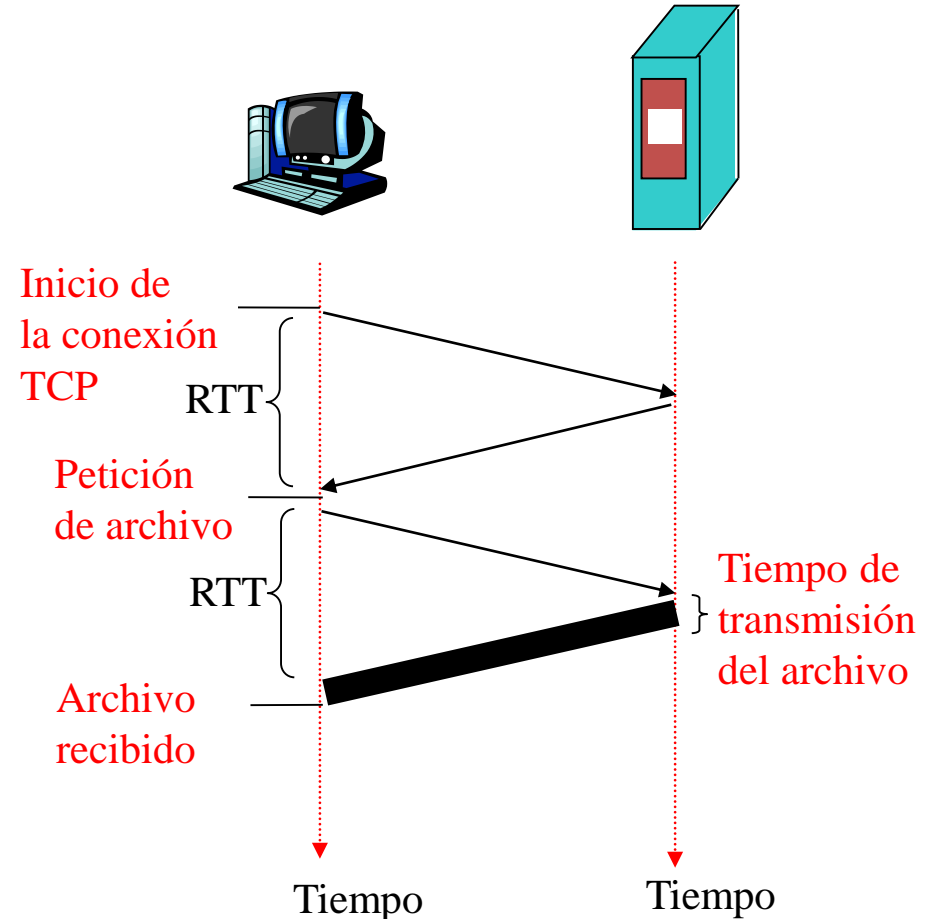 Inicio de
la conexión
TCP
RTT
Petición
de archivo
RTT
Tiempo de
transmisión
del archivo
Archivo
recibido
Tiempo
Tiempo